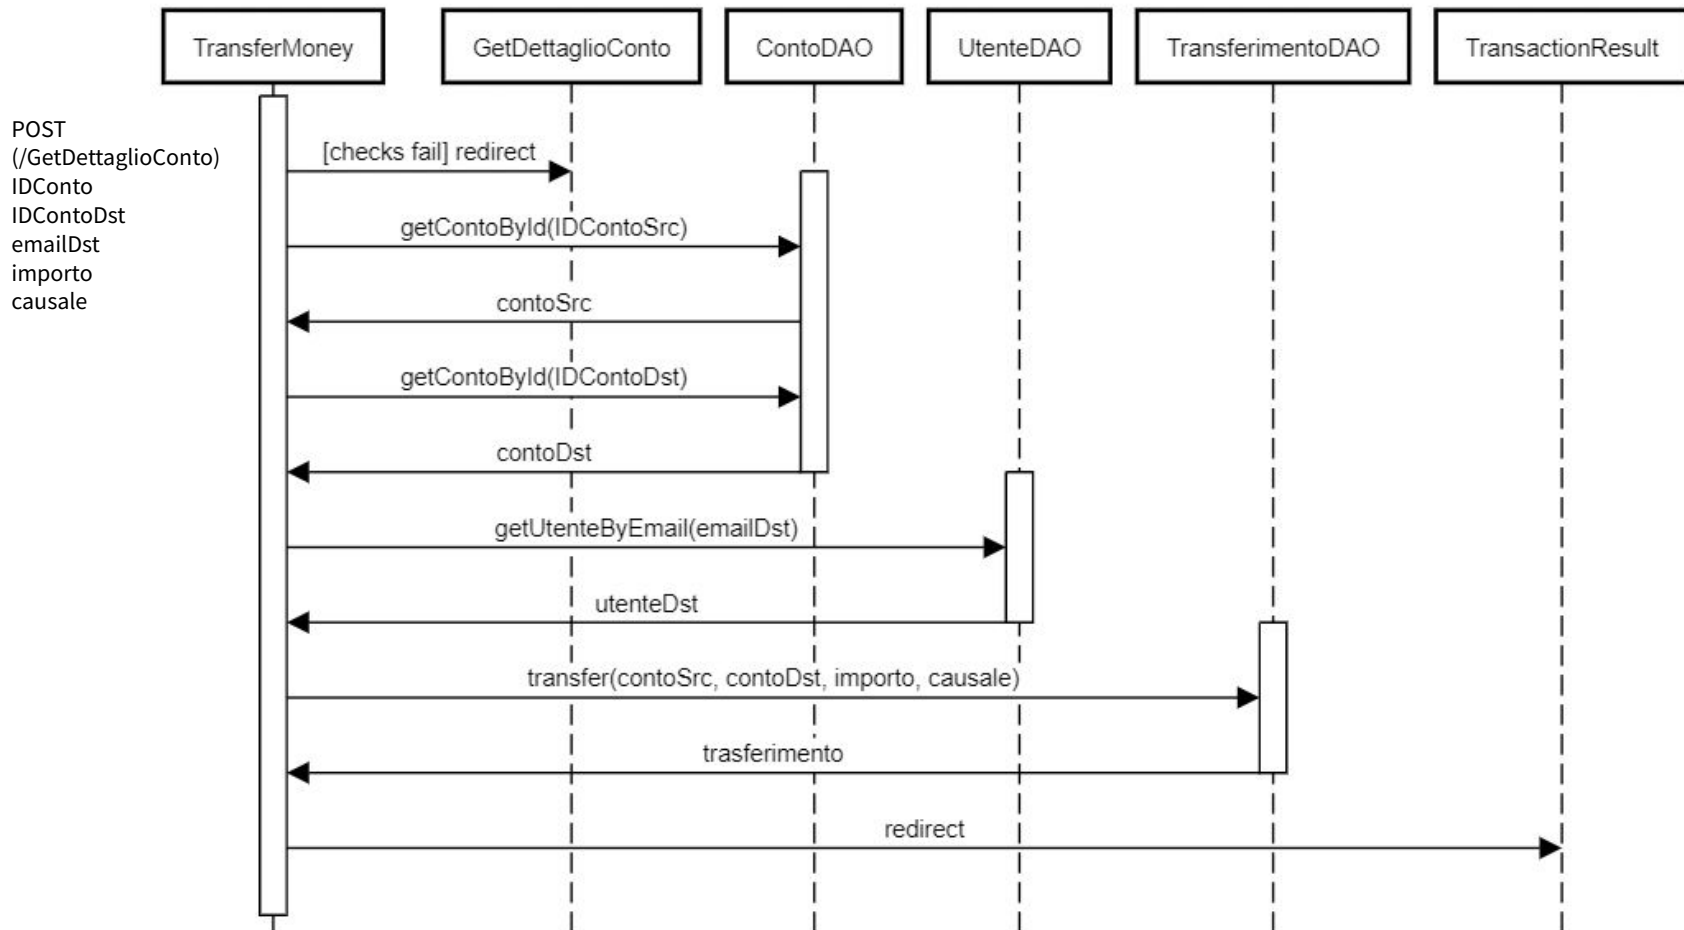 TransferMoney
GetDettaglioConto
ContoDAO
UtenteDAO
TransferimentoDAO
TransactionResult
POST
(/GetDettaglioConto)
IDConto
IDContoDst
emailDst
importo
causale
[checks fail] redirect
getContoById(IDContoSrc)
contoSrc
getContoById(IDContoDst)
contoDst
getUtenteByEmail(emailDst)
utenteDst
transfer(contoSrc, contoDst, importo, causale)
trasferimento
redirect